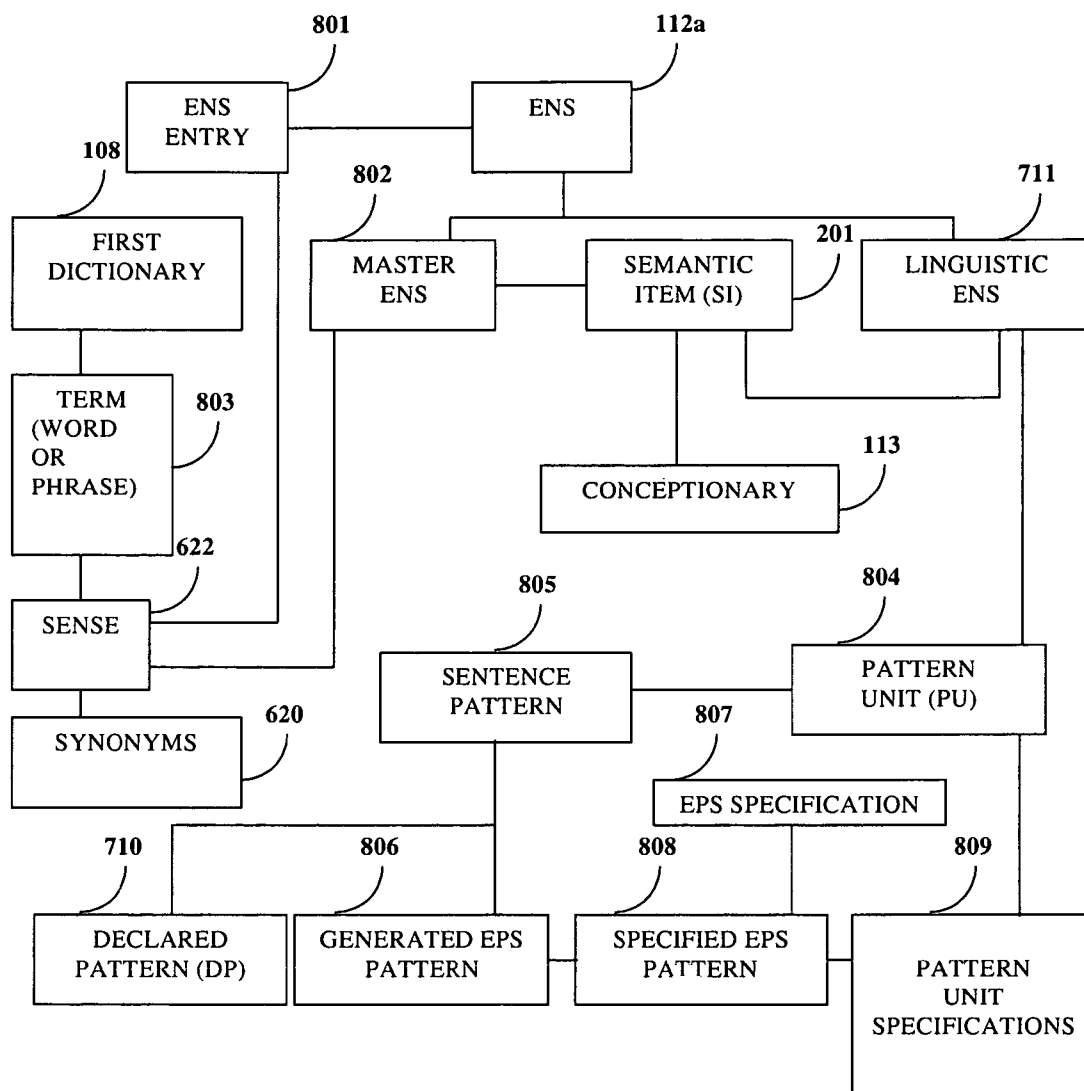 801
112a
ENS
ENTRY
ENS
108
802
711
FIRST
DICTIONARY
MASTER
ENS
SEMANTIC
ITEM (SI)
201
LINGUISTIC
ENS
TERM
(WORD
OR
PHRASE)
803
113
CONCEPTIONARY
622
SENSE
805
804
SENTENCE
PATTERN
PATTERN
UNIT (PU)
SYNONYMS
620
807
EPS SPECIFICATION
710
806
808
809
DECLARED
PATTERN (DP)
GENERATED EPS
PATTERN
SPECIFIED EPS
PATTERN
PATTERN
UNIT
SPECIFICATIONS